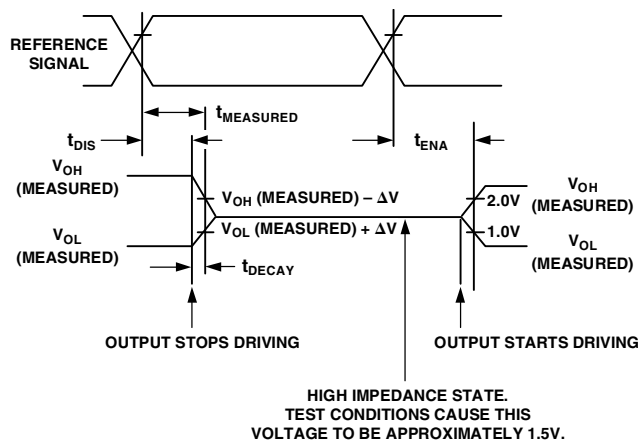 REFERENCE
SIGNAL
tMEASURED
tDIS
tENA
VOH
(MEASURED)
VOH (MEASURED) – ΔV
2.0V
VOH
(MEASURED)
VOL
(MEASURED)
VOL (MEASURED) + ΔV
1.0V
VOL
(MEASURED)
tDECAY
OUTPUT STOPS DRIVING
OUTPUT STARTS DRIVING
HIGH IMPEDANCE STATE.
TEST CONDITIONS CAUSE THIS
VOLTAGE TO BE APPROXIMATELY 1.5V.